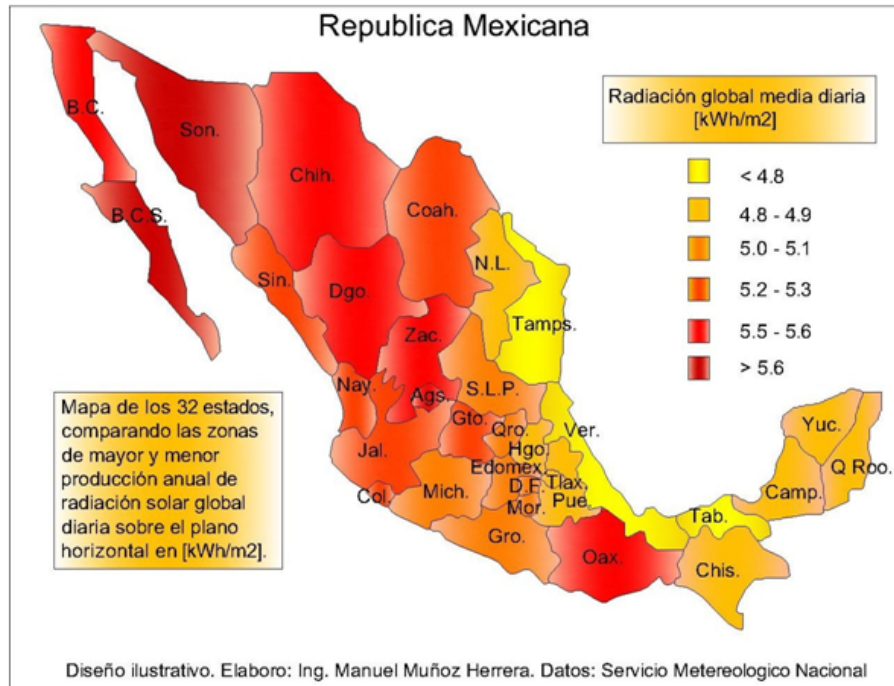 Republica Mexicana
Radiación global media diaria
[kWh/m2]
< 4.8
4.8 - 4.9
5.0 - 5.1
5.2 - 5.3
5.5 - 5.6
> 5.6
B.C.
Son.
Chih.
Coah.
B.C.S.
N.L.
Sin.
Dgo.
Tamps.
Zac.
Nay.
Ags.
S.L.P.
Gto.
Qro.
Ver.
Hgo.
Yuc.
Jal.
Edomex.
Q Roo.
Tlax.
D.F.
Camp.
Col.
Mich.
Pue.
Mor.
Tab.
Gro.
Oax.
Chis.
Mapa de los 32 estados,
comparando las zonas
de mayor y menor
producción anual de
radiación solar global
diaria sobre el plano
horizontal en [kWh/m2].
Diseño ilustrativo. Elaboro: Ing. Manuel Muñoz Herrera. Datos: Servicio Metereologico Nacional